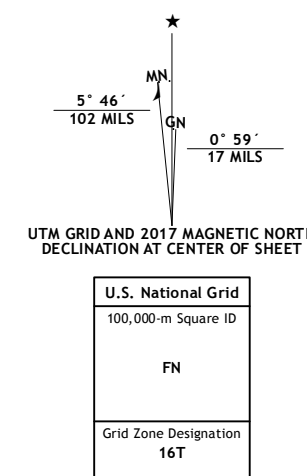 MN.
5° 46´
102 MILS
GN
0° 59´
17 MILS
UTM GRID AND 2017 MAGNETIC NORTH
DECLINATION AT CENTER OF SHEET
U.S. National Grid
100,000-m Square ID
FN
Grid Zone Designation
16T